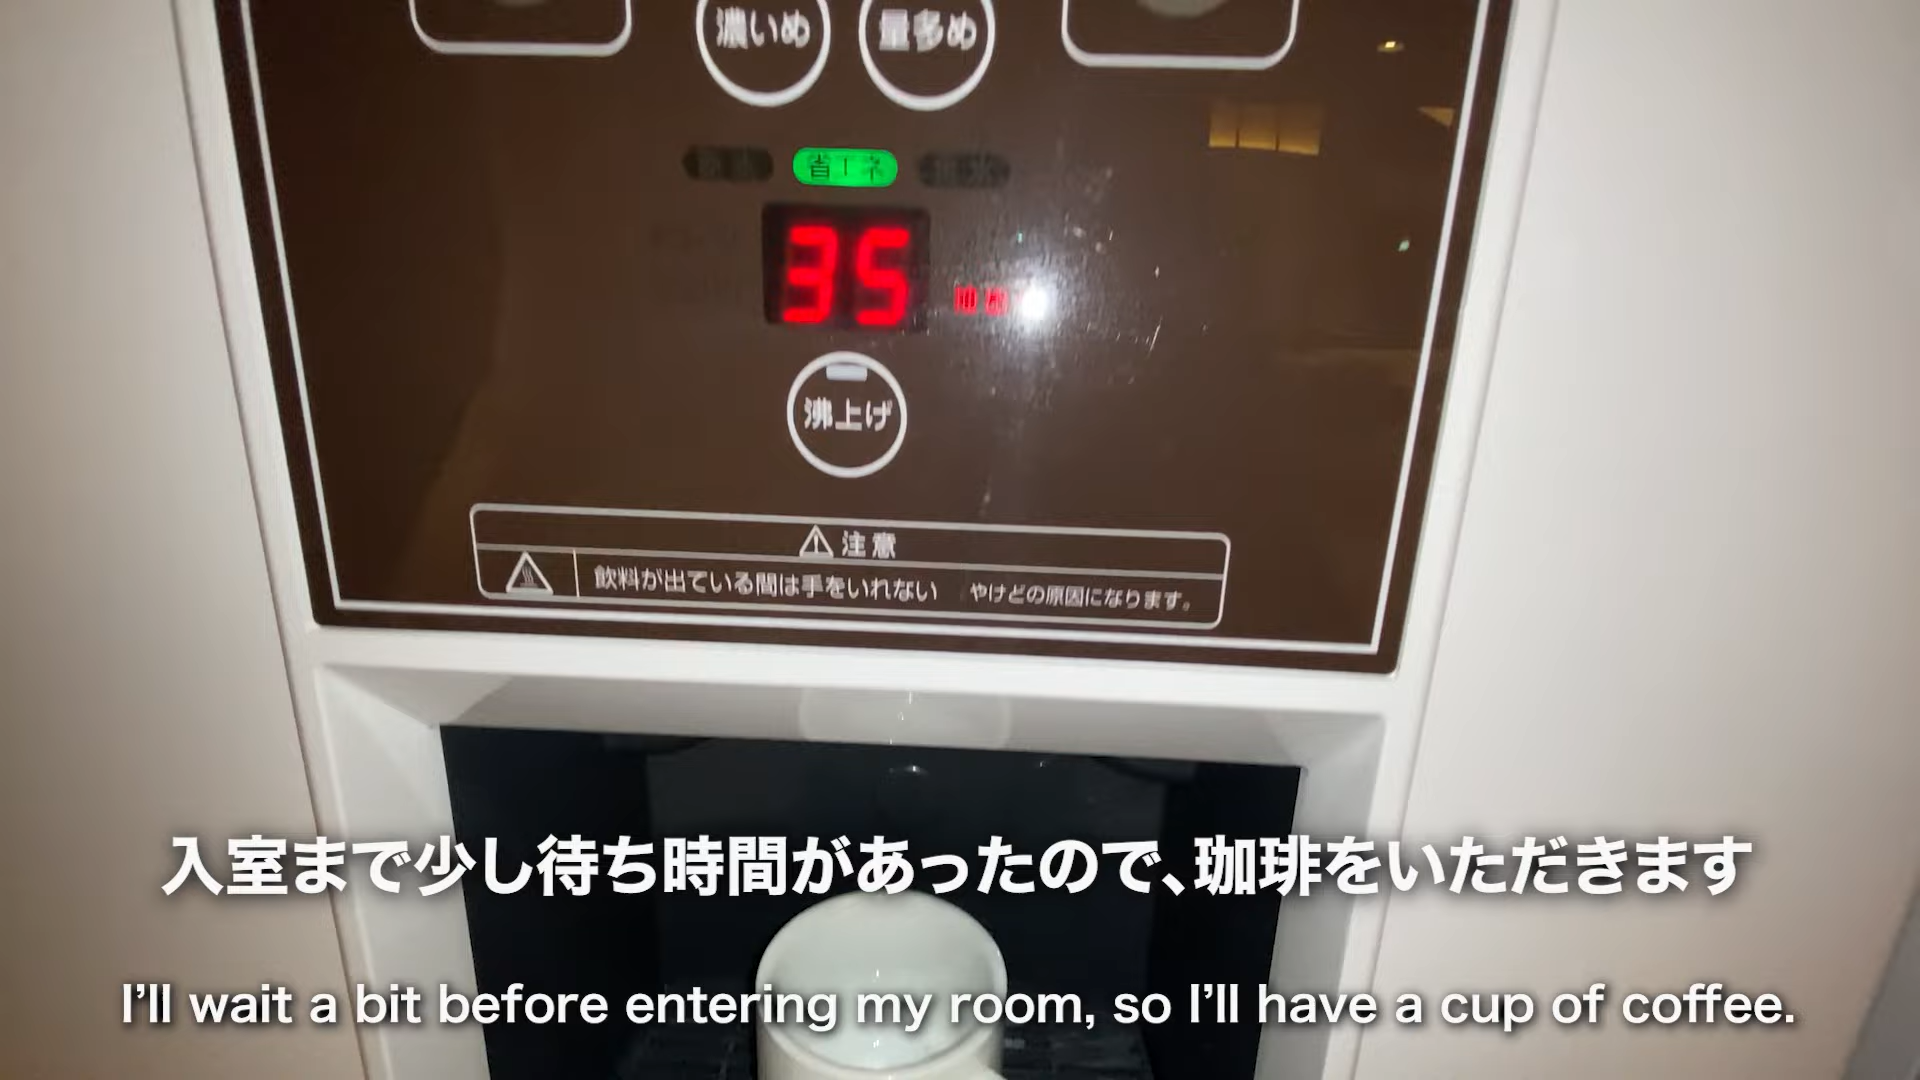 濃いめ 量多め
省エネ
35
沸上げ
注意
飲料が出ている間は手をいれない やけどの原因になります。
入室まで少し待ち時間があったので、珈琲をいただきます
I’ll wait a bit before entering my room, so I’ll have a cup of coffee.